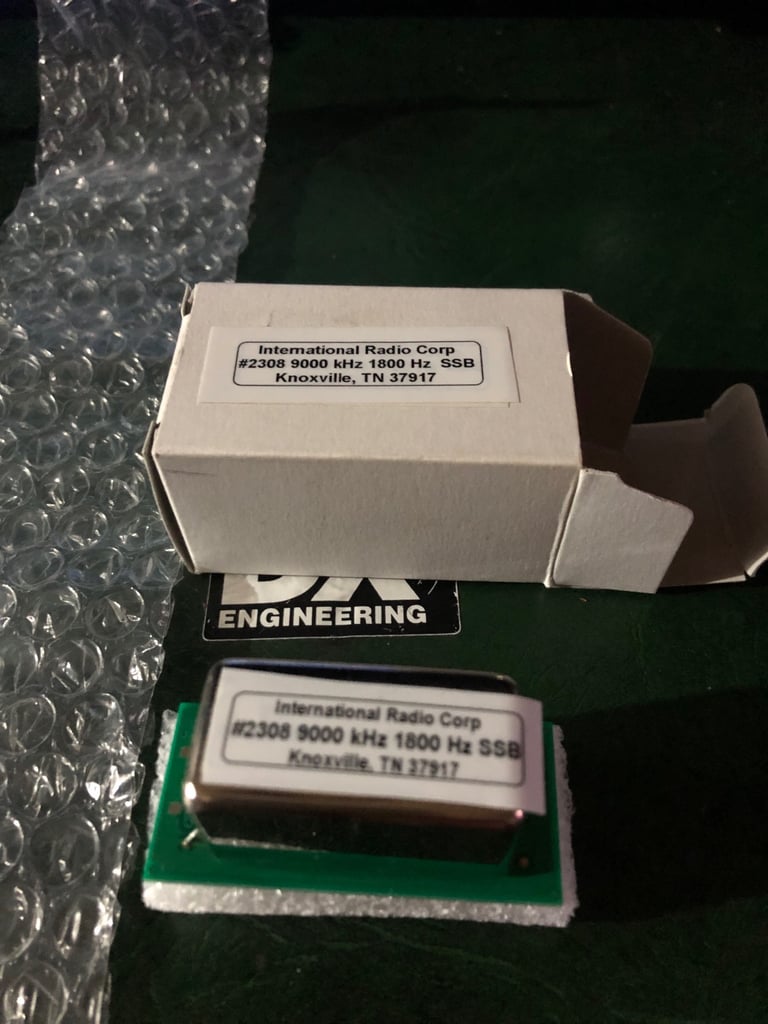 International Radio Corp
#2308 9000 kHz 1800 Hz SSB
Knoxville, TN 37917
DX
ENGINEERING
International Radio Corp
#2308 9000 kHz 1800 Hz SSB
Knoxville, TN 37917